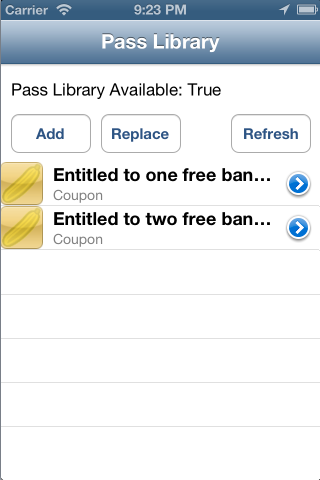 Carrier 9:23 PM
Pass Library
Pass Library Available: True
Add Replace Refresh
Entitled to one free ban...
Coupon
Entitled to two free ban...
Coupon